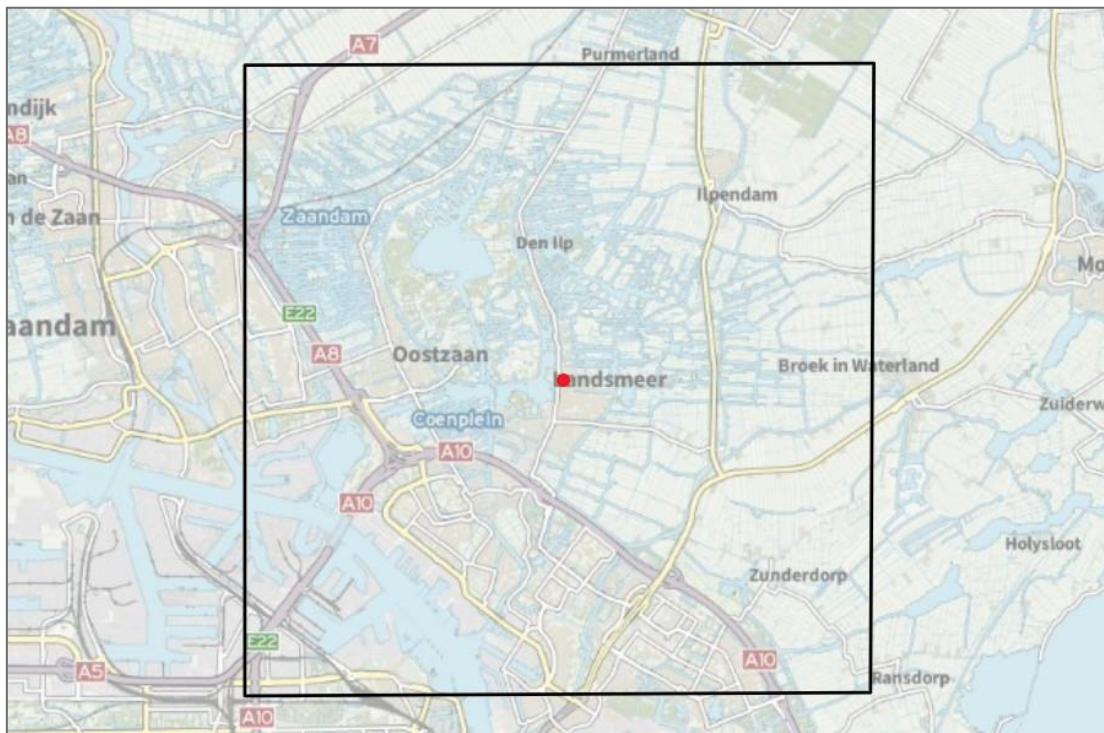 A7
Purmerland
ndijk
A8
an
n de Zaan
Zaandam
Ilpendam
Den Ilp
Mo
E22
aandam
A8
Oostzaan
Broek in Waterland
Landsmeer
Zuiderw
Coenplein
A10
A10
Holysloot
Zunderdorp
E22
A5
A10
Ransdorp
A10